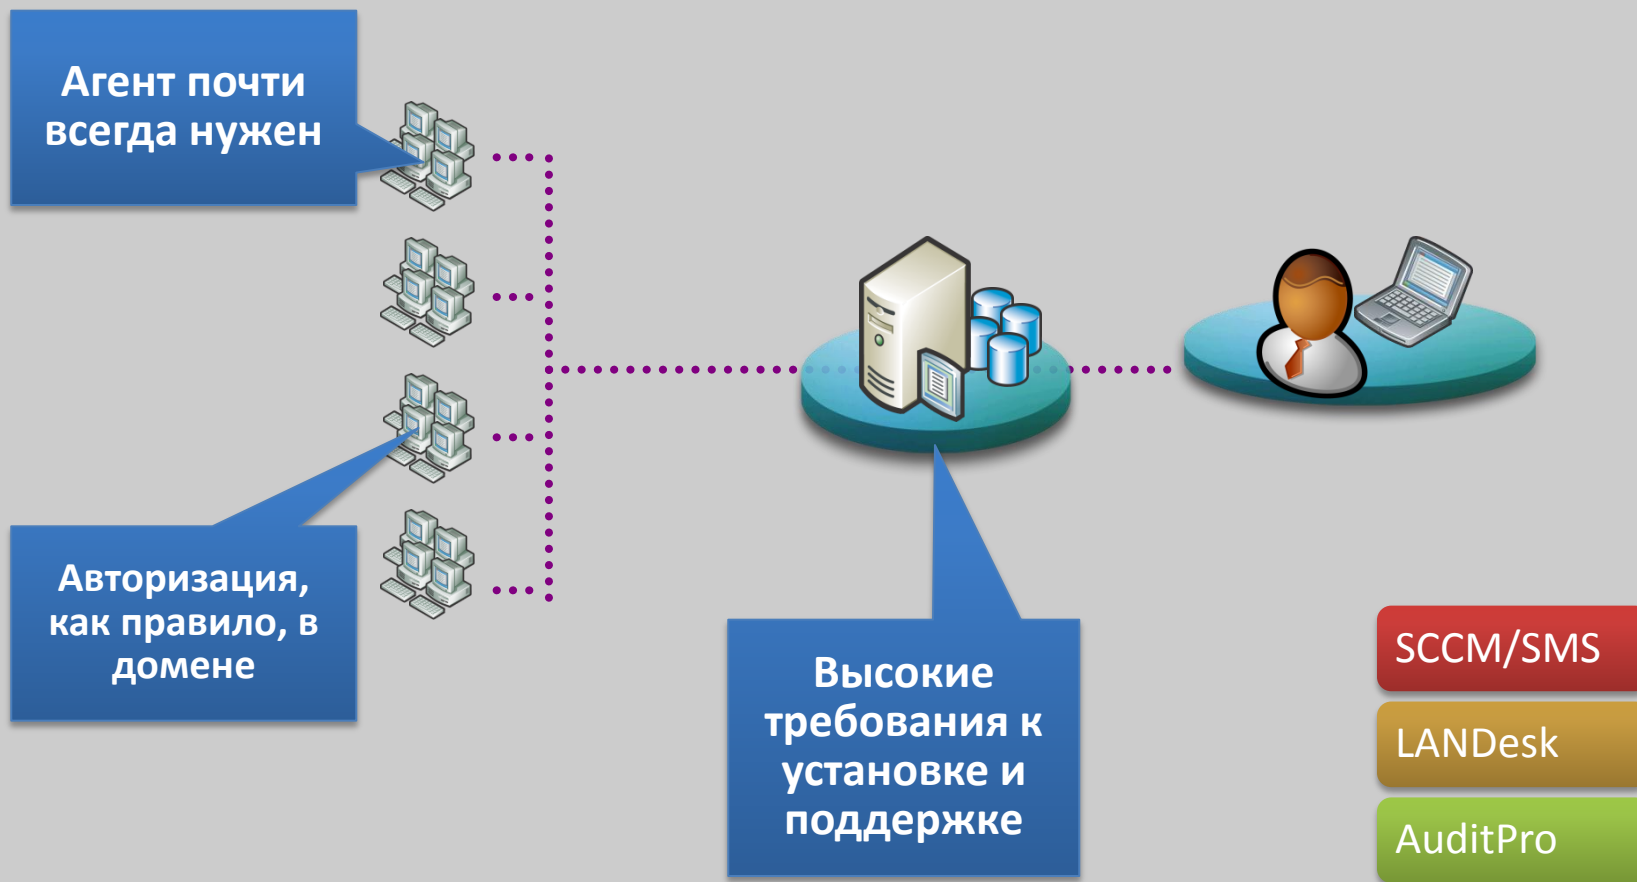 Агент почти
всегда нужен
Авторизация,
как правило, в
домене
Высокие
требования к
установке и
поддержке
SCCM/SMS
LANDesk
AuditPro